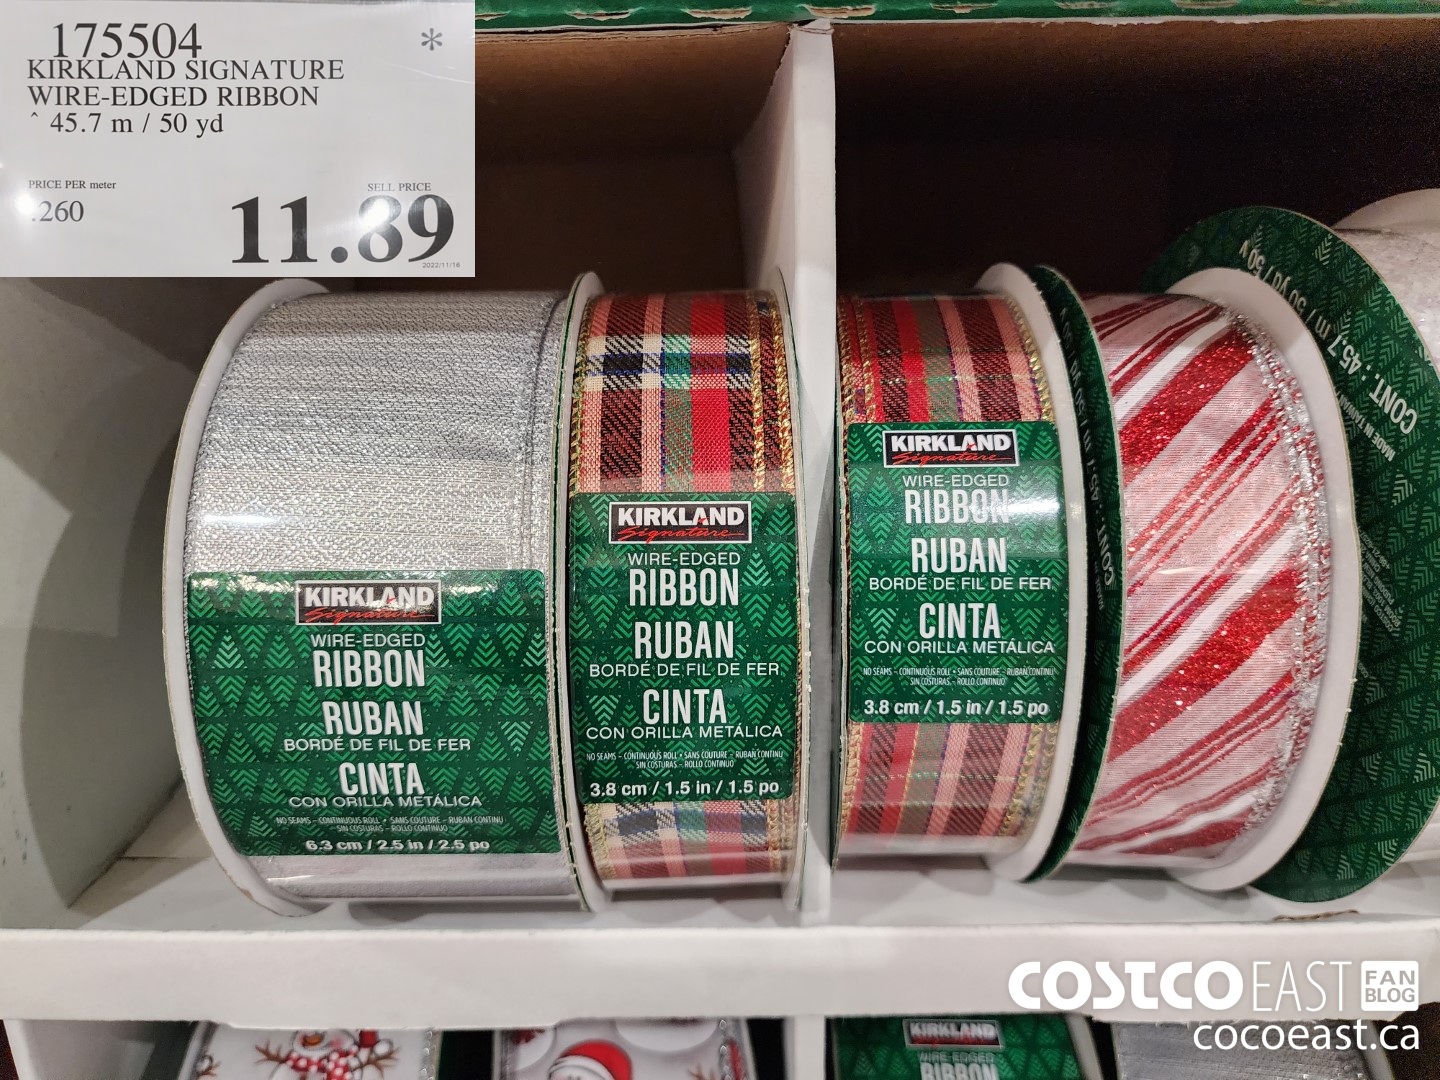 175504
*
KIRKLAND SIGNATURE
WIRE-EDGED RIBBON
^ 45.7 m / 50 yd
PRICE PER meter
.260
SELL PRICE
11.89
2022/11/16
KIRKLAND
Signature
WIRE-EDGED
RIBBON
RUBAN
BORDÉ DE FIL DE FER
CINTA
CON ORILLA METÁLICA
NO SEAMS – CONTINUOUS ROLL • SANS COUTURE – RUBAN CONTINU
SIN COSTURAS – ROLLO CONTINUO
6.3 cm / 2.5 in / 2.5 po
KIRKLAND
Signature
WIRE-EDGED
RIBBON
RUBAN
BORDÉ DE FIL DE FER
CINTA
CON ORILLA METÁLICA
NO SEAMS – CONTINUOUS ROLL • SANS COUTURE – RUBAN CONTINU
SIN COSTURAS – ROLLO CONTINUO
3.8 cm / 1.5 in / 1.5 po
KIRKLAND
Signature
WIRE-EDGED
RIBBON
RUBAN
BORDÉ DE FIL DE FER
CINTA
CON ORILLA METÁLICA
NO SEAMS – CONTINUOUS ROLL • SANS COUTURE – RUBAN CONTINU
SIN COSTURAS – ROLLO CONTINUO
3.8 cm / 1.5 in / 1.5 po
CONT. : 45.7 m / 50
CONT. : 45.7 m / 50 yd / 50 v
MADE IN TAIWAN
KIRKLAND
WIRE-EDGED
RIBBON
COSTCO EAST FAN
BLOG
cocoeast.ca